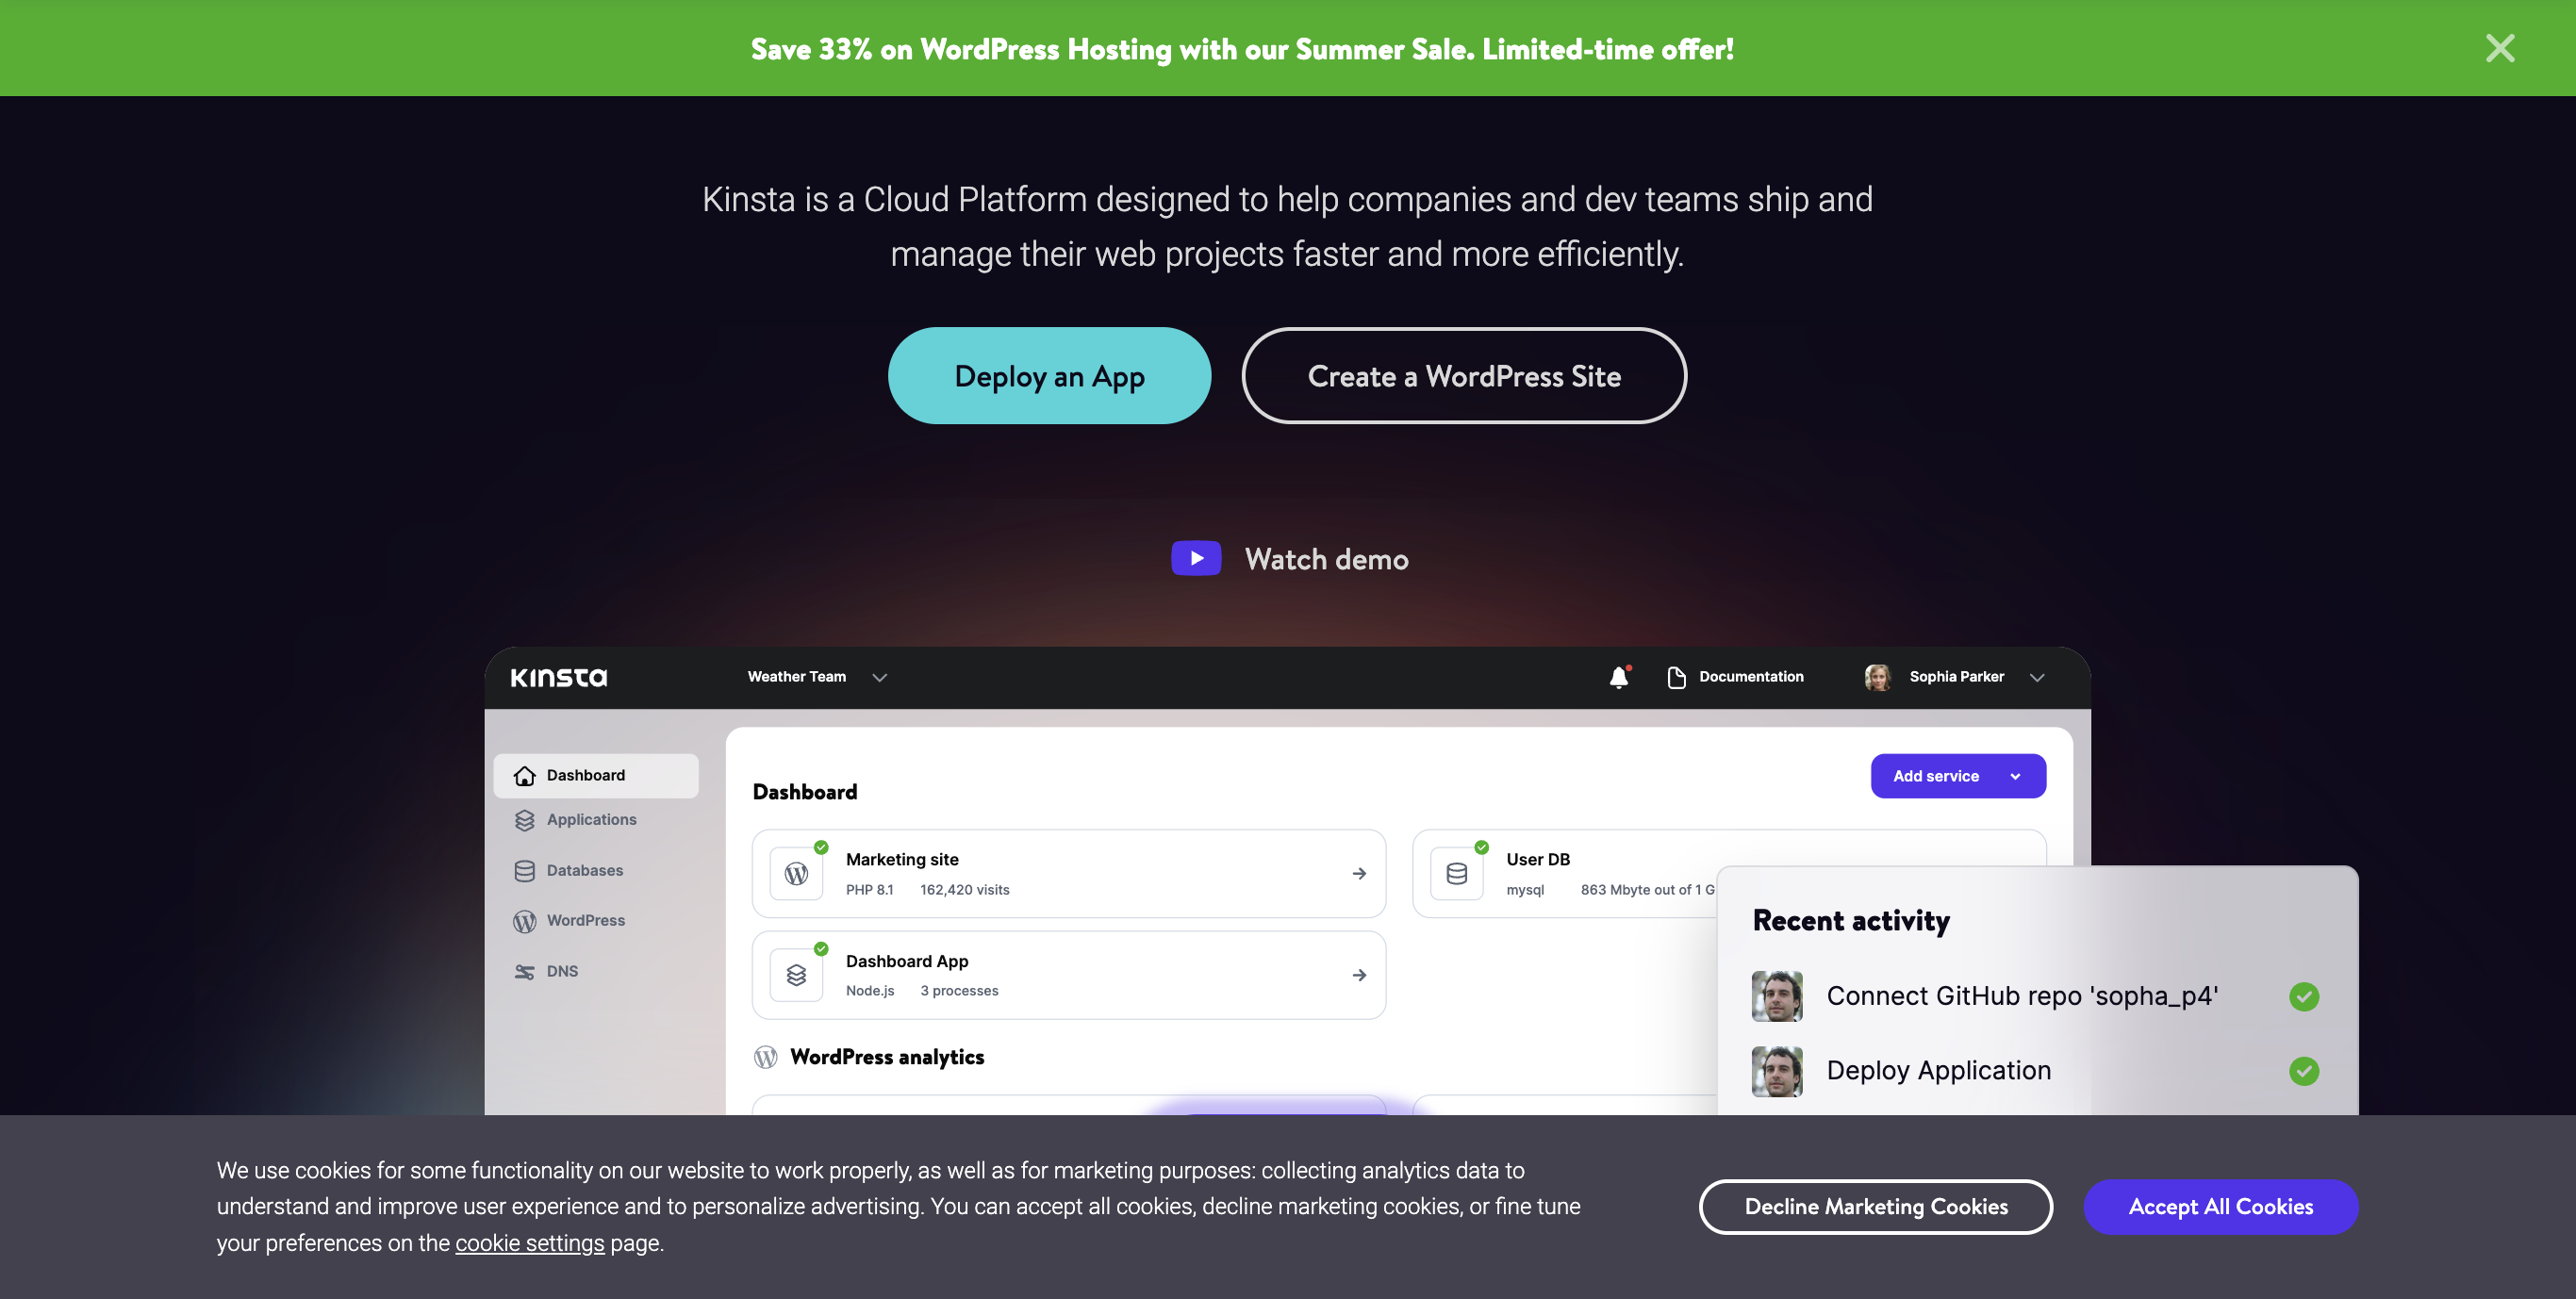 Save 33% on WordPress Hosting with our Summer Sale. Limited-time offer!
Kinsta is a Cloud Platform designed to help companies and dev teams ship and
manage their web projects faster and more efficiently.
Deploy an App
Create a WordPress Site
Watch demo
KINSTA
Weather Team
Documentation
Sophia Parker
Dashboard
Applications
Databases
WordPress
DNS
Dashboard
Add service
Marketing site
PHP 8.1 162,420 visits
User DB
mysql 863 Mbyte out of 1 G
Dashboard App
Node.js 3 processes
WordPress analytics
Recent activity
Connect GitHub repo 'sopha_p4'
Deploy Application
We use cookies for some functionality on our website to work properly, as well as for marketing purposes: collecting analytics data to
understand and improve user experience and to personalize advertising. You can accept all cookies, decline marketing cookies, or fine tune
your preferences on the cookie settings page.
Decline Marketing Cookies
Accept All Cookies